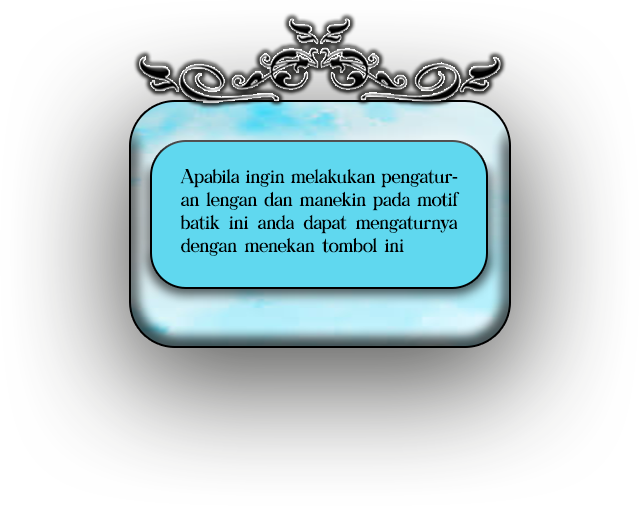 Apabila ingin melakukan pengatur-
an lengan dan manekin pada motif
batik ini anda dapat mengaturnya
dengan menekan tombol ini